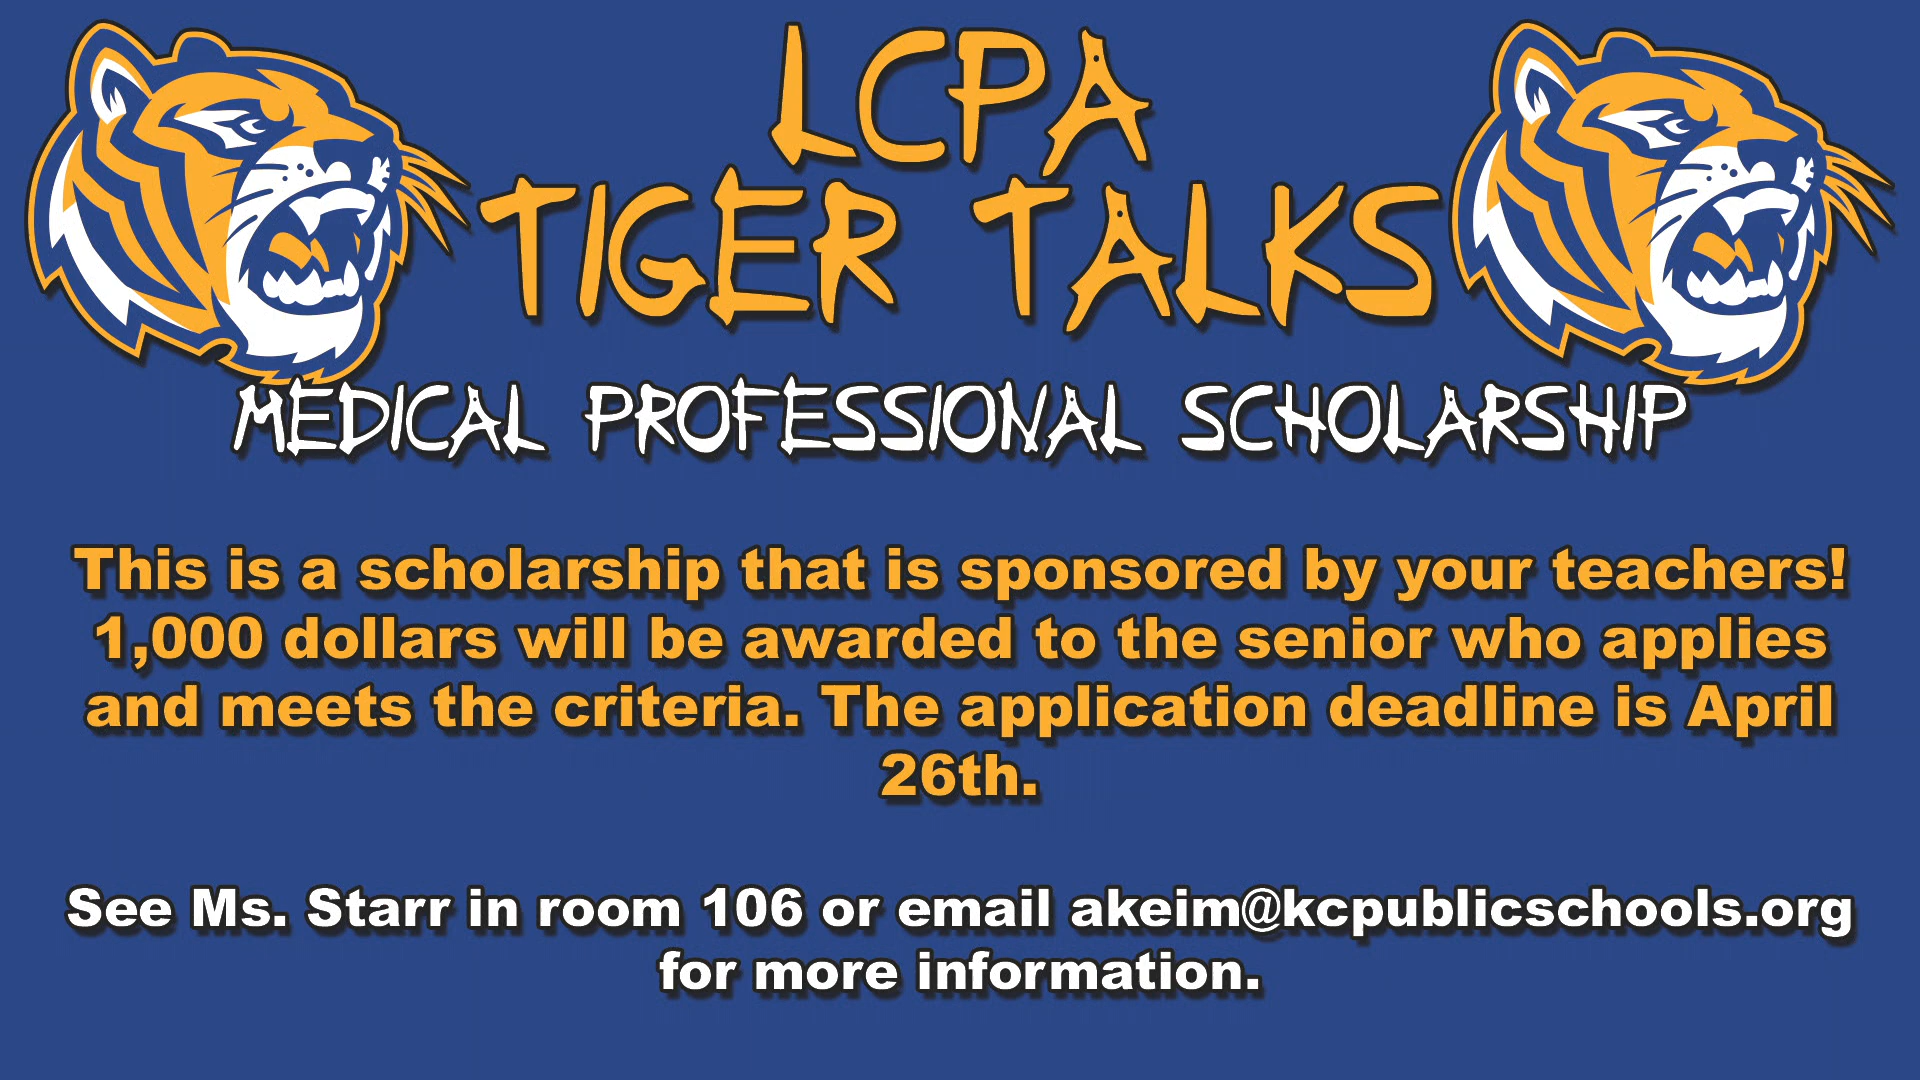 LCPA
TIGER TALKS
MEDICAL PROFESSIONAL SCHOLARSHIP
This is a scholarship that is sponsored by your teachers!
1,000 dollars will be awarded to the senior who applies
and meets the criteria. The application deadline is April
26th.
See Ms. Starr in room 106 or email akeim@kcpublicschools.org
for more information.